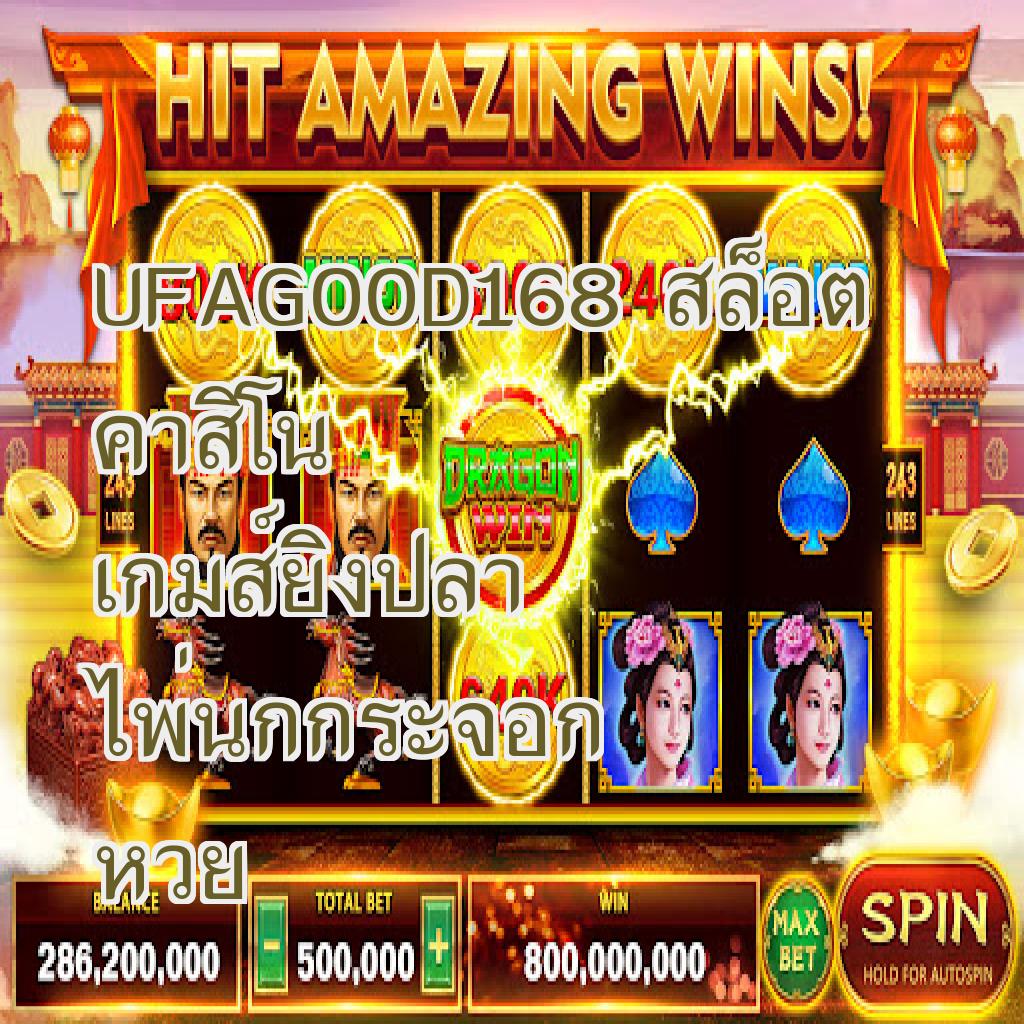 HIT AMAZING WINS!
UFAGOOD168 สล็อต
คาสิโน
DRAGON
WIN
243
LINES
243
LINES
เกมส์ยิงปลา
ไพ่นกกระจอก
640K
หวย
BALANCE
TOTAL BET
WIN
286,200,000
-
500,000
+
800,000,000
MAX
BET
SPIN
HOLD FOR AUTOSPIN